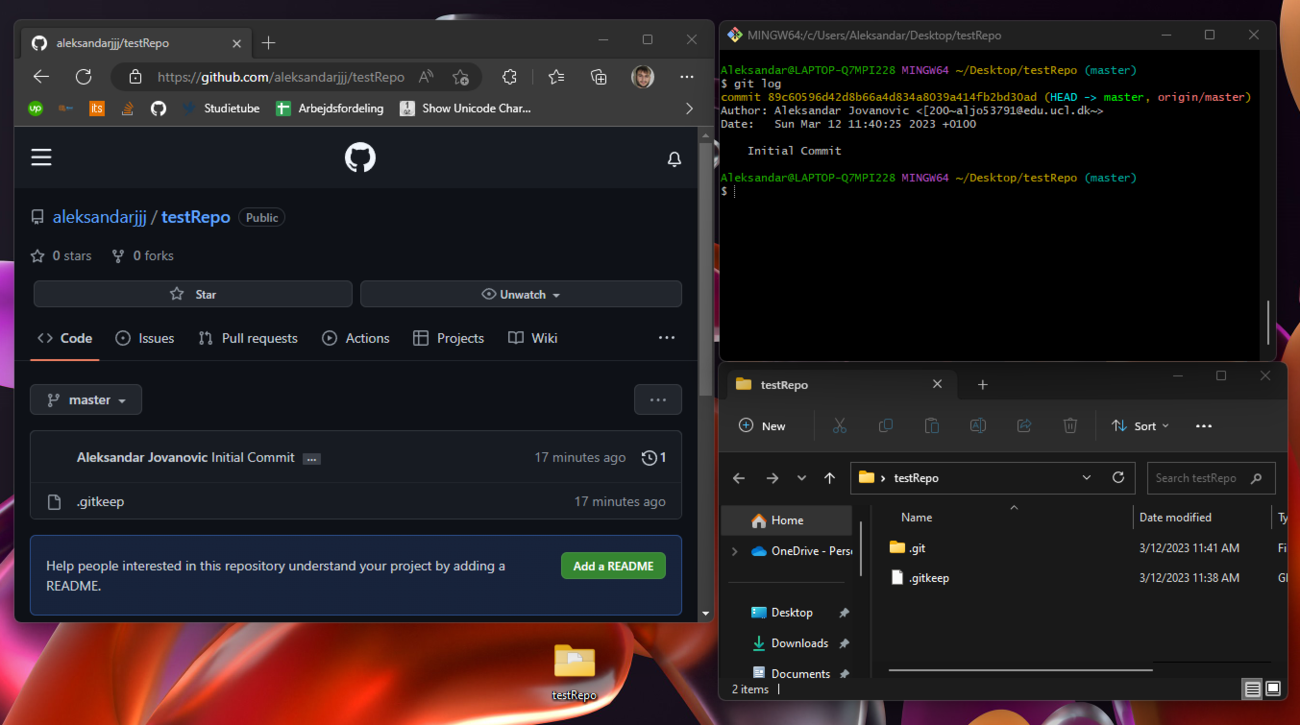 aleksandarjjj/testRepo
https://github.com/aleksandarjjj/testRepo
up
its
Studietube
Arbejdsfordeling
Show Unicode Char...
aleksandarjjj / testRepo Public
0 stars
0 forks
Star
Unwatch
Code
Issues
Pull requests
Actions
Projects
Wiki
master
Aleksandar Jovanovic Initial Commit
17 minutes ago
1
.gitkeep
17 minutes ago
Help people interested in this repository understand your project by adding a
README.
Add a README
testRepo
MINGW64:/c/Users/Aleksandar/Desktop/testRepo
Aleksandar@LAPTOP-Q7MPI228 MINGW64 ~/Desktop/testRepo (master)
$ git log
commit 89c60596d42d8b66a4d834a8039a414fb2bd30ad (HEAD -> master, origin/master)
Author: Aleksandar Jovanovic <[200~aljo53791@edu.ucl.dk~>
Date:   Sun Mar 12 11:40:25 2023 +0100
Initial Commit
Aleksandar@LAPTOP-Q7MPI228 MINGW64 ~/Desktop/testRepo (master)
$
testRepo
New
Sort
testRepo
Search testRepo
Home
OneDrive - Pers
Desktop
Downloads
Documents
Name
Date modified
Ty
.git
3/12/2023 11:41 AM
Fi
.gitkeep
3/12/2023 11:38 AM
2 items